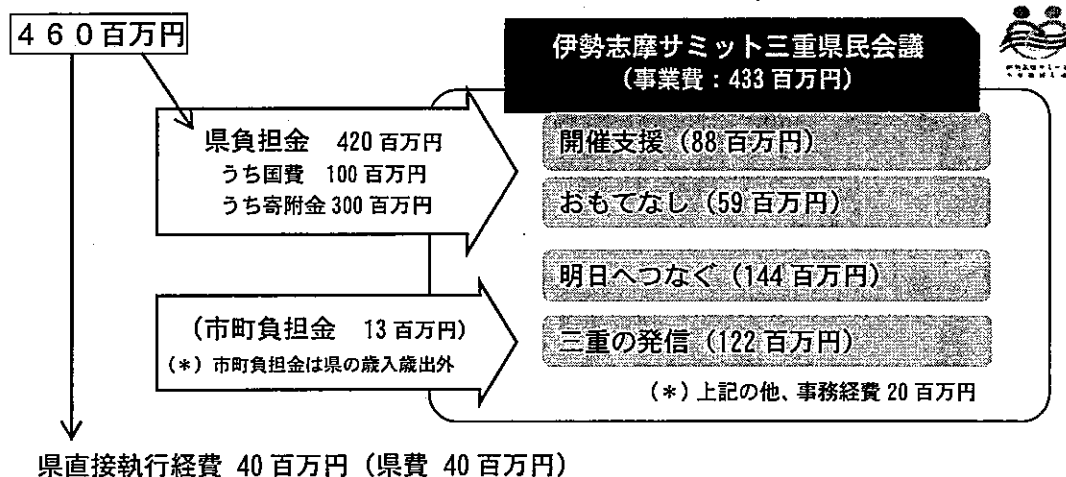 ４６０百万円
伊勢志摩サミット三重県民会議
(事業費：433百万円)
県負担金 420百万円
うち国費 100百万円
うち寄附金 300百万円
開催支援 (88百万円)
おもてなし (59百万円)
明日へつなぐ (144百万円)
(市町負担金 13百万円)
(＊) 市町負担金は県の歳入歳出外
三重の発信 (122百万円)
(＊) 上記の他、事務経費20百万円
県直接執行経費 40百万円 (県費 40百万円)